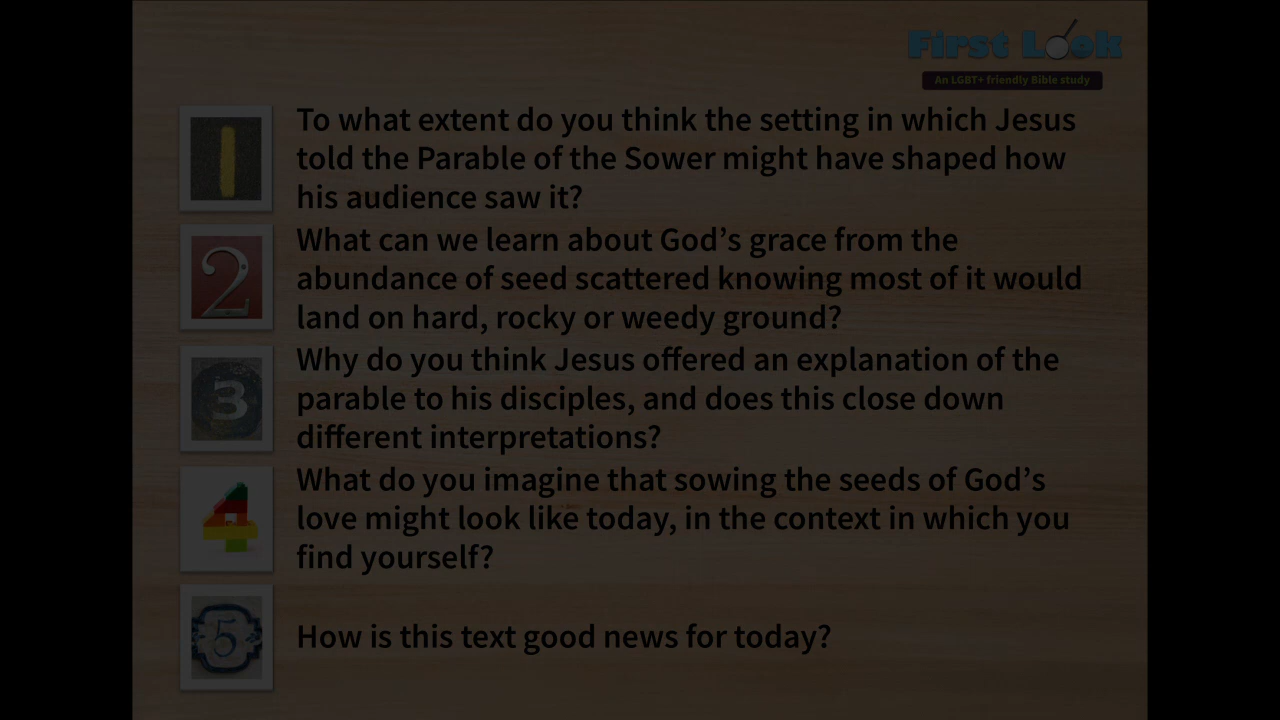 First Look
An LGBT+ friendly Bible study
1
To what extent do you think the setting in which Jesus
told the Parable of the Sower might have shaped how
his audience saw it?
2
What can we learn about God’s grace from the
abundance of seed scattered knowing most of it would
land on hard, rocky or weedy ground?
3
Why do you think Jesus offered an explanation of the
parable to his disciples, and does this close down
different interpretations?
4
What do you imagine that sowing the seeds of God’s
love might look like today, in the context in which you
find yourself?
5
How is this text good news for today?